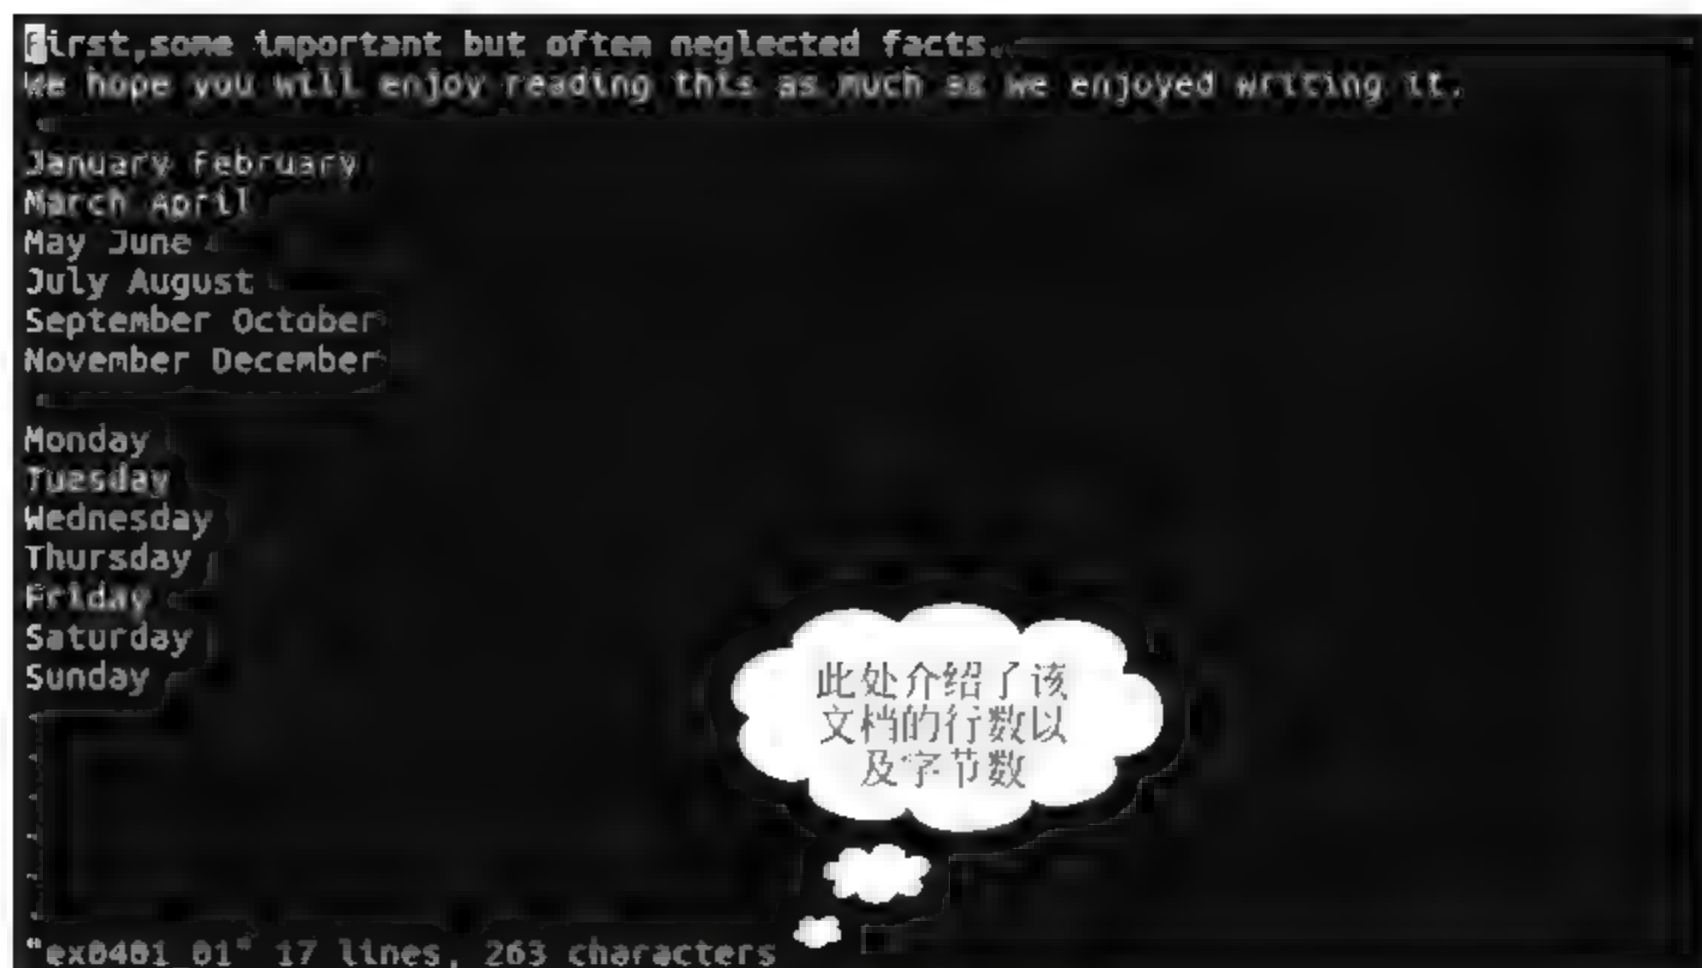 First,some important but often neglected facts.
We hope you will enjoy reading this as much as we enjoyed writing it.
January February
March April
May June
July August
September October
November December
Monday
Tuesday
Wednesday
Thursday
Friday
Saturday
Sunday
此处介绍了该
文档的行数以
及字节数
"ex0401_01" 17 lines, 263 characters